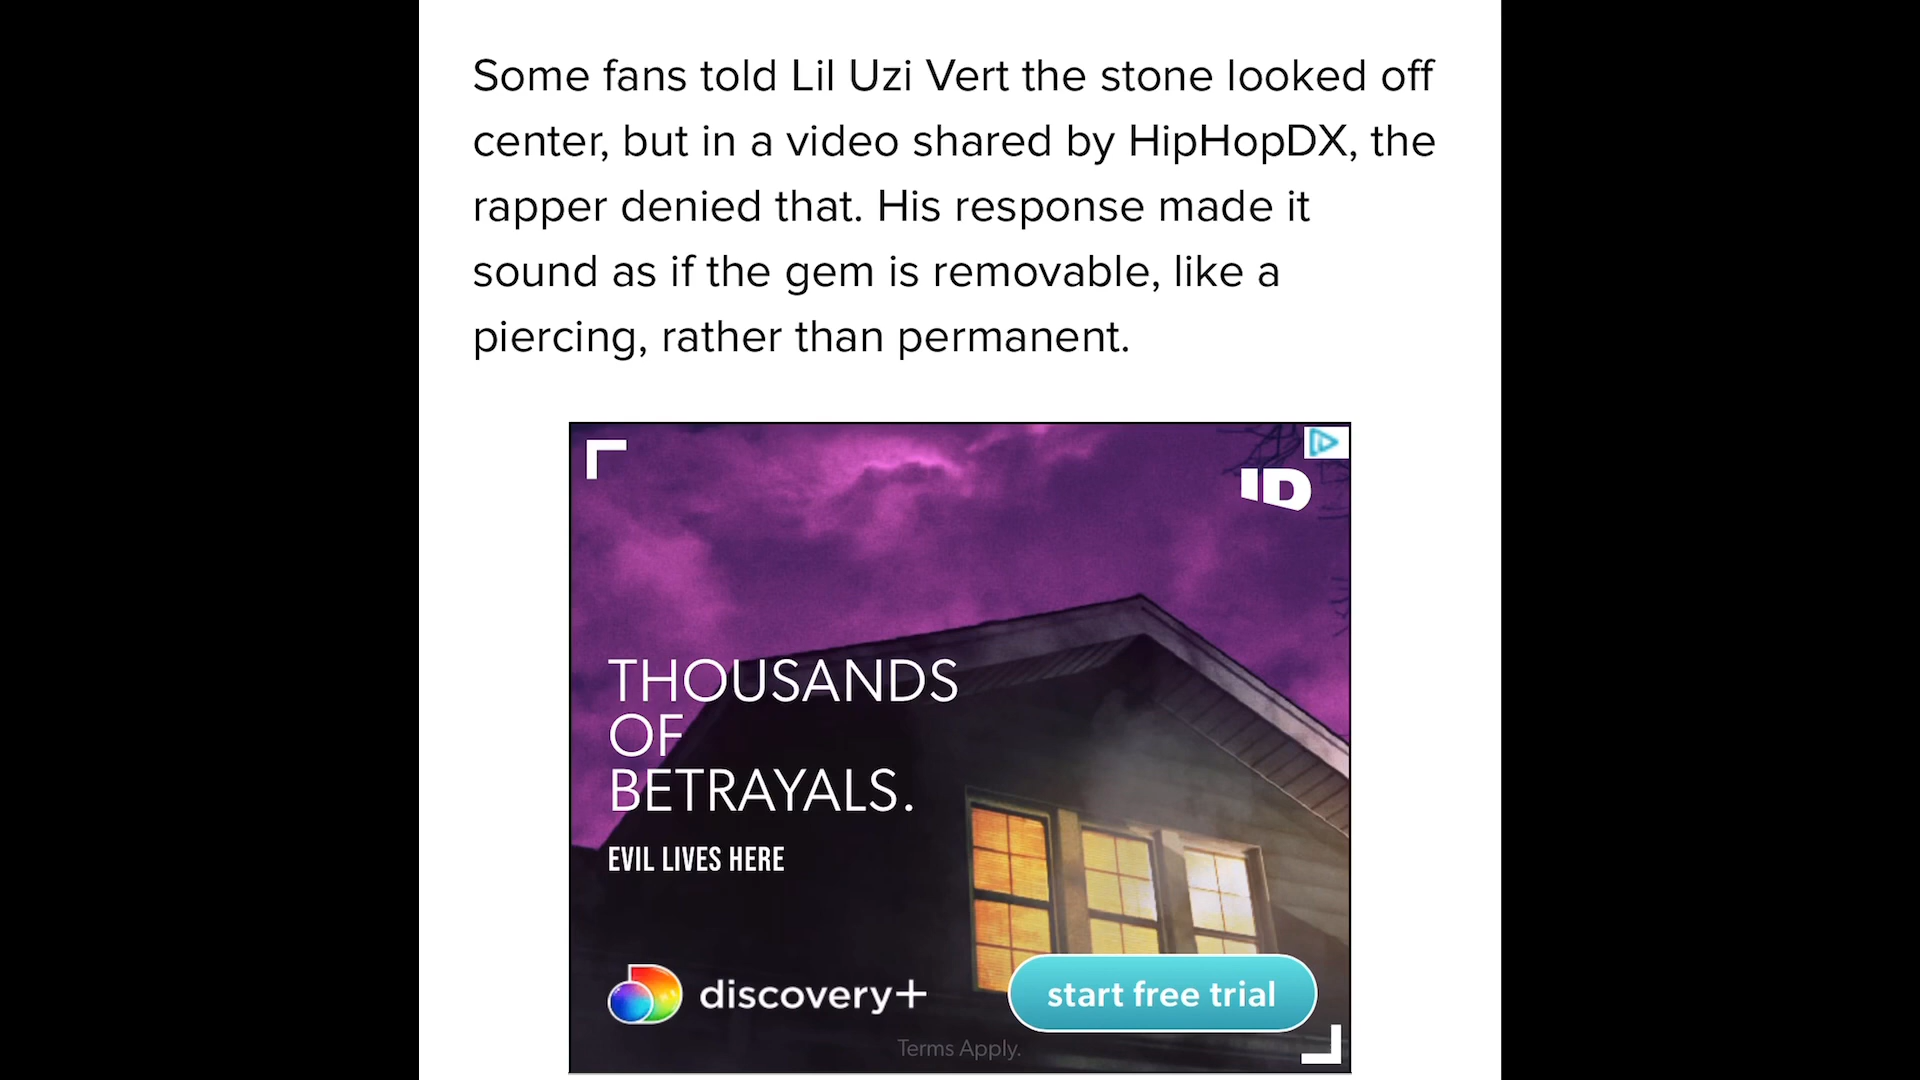 Some fans told Lil Uzi Vert the stone looked off
center, but in a video shared by HipHopDX, the
rapper denied that. His response made it
sound as if the gem is removable, like a
piercing, rather than permanent.
ID
THOUSANDS
OF
BETRAYALS.
EVIL LIVES HERE
discovery+
start free trial
Terms Apply.